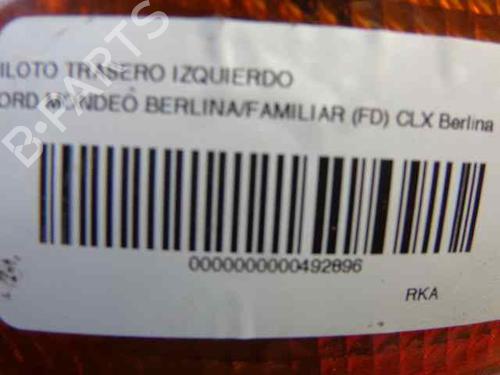 ILOTO TRASERO IZQUIERDO
ORD MONDEO BERLINA/FAMILIAR (FD) CLX Berlina
0000000000492896
RKA
B-PARTS